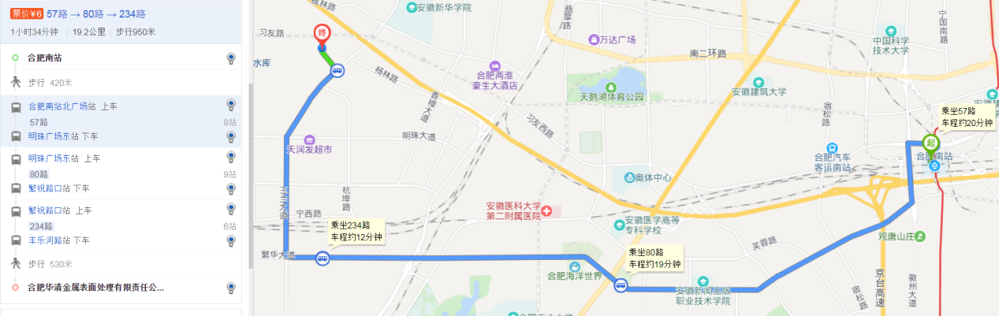 票价¥6 57路 → 80路 → 234路
1小时34分钟 | 19.2公里 | 步行950米
合肥南站
步行 420米
合肥南站北广场站 上车
57路 8站
明珠广场东站 下车
明珠广场东站 上车
80路 9站
繁祝路口站 下车
繁祝路口站 上车
234路 6站
丰乐河路站 下车
步行 530米
合肥华清金属表面处理有限责任公...
习友路
水库
终
杨林路
安徽新华学院
翡翠路
万达广场
南二环路
中国科学
技术大学
宁国南路
杨林路
合肥两淮
豪生大酒店
天鹅湖体育公园
安徽建筑大学
香樟大道
习友西路
宿松路
明珠大道
天润发超市
乘坐57路
车程约20分钟
起
合肥南站
合肥汽车
客运南站
奥体中心
杭埠路
宁西路
安徽医科大学
第二附属医院
安徽医学高等
专科学校
乘坐234路
车程约12分钟
繁华大道
乘坐80路
车程约19分钟
芙蓉路
观唐山庄
合肥海洋世界
安徽新闻出版
职业技术学院
宿松路
京台高速
徽州大道